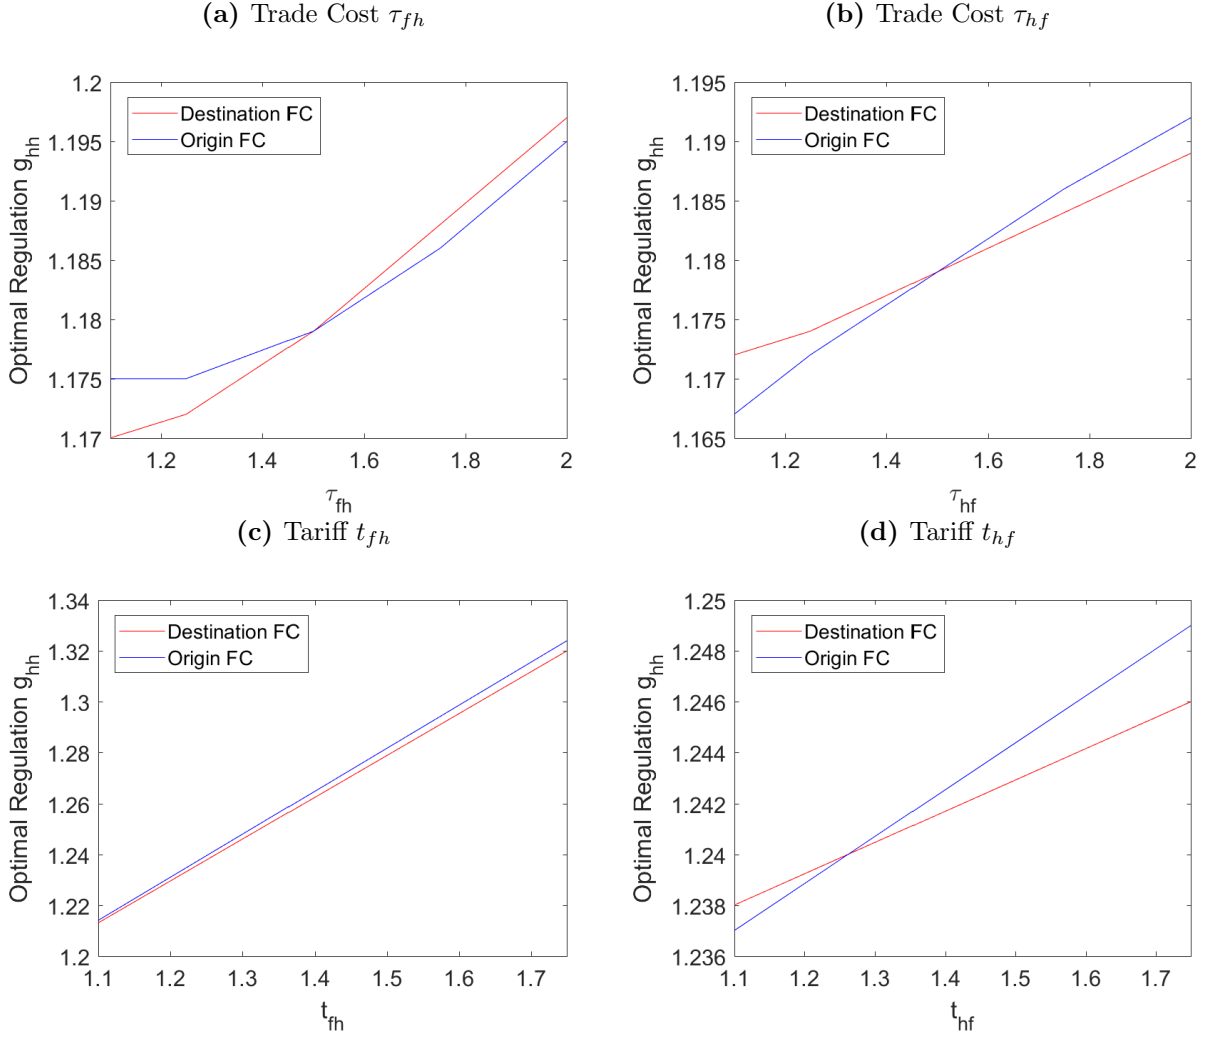 (a) Trade Cost τ_fh
Optimal Regulation g_hh
1.2
1.195
1.19
1.185
1.18
1.175
1.17
Destination FC
Origin FC
1.2 1.4 1.6 1.8 2
τ_fh
(b) Trade Cost τ_hf
Optimal Regulation g_hh
1.195
1.19
1.185
1.18
1.175
1.17
1.165
Destination FC
Origin FC
1.2 1.4 1.6 1.8 2
τ_hf
(c) Tariff t_fh
Optimal Regulation g_hh
1.34
1.32
1.3
1.28
1.26
1.24
1.22
1.2
Destination FC
Origin FC
1.1 1.2 1.3 1.4 1.5 1.6 1.7
t_fh
(d) Tariff t_hf
Optimal Regulation g_hh
1.25
1.248
1.246
1.244
1.242
1.24
1.238
1.236
Destination FC
Origin FC
1.1 1.2 1.3 1.4 1.5 1.6 1.7
t_hf